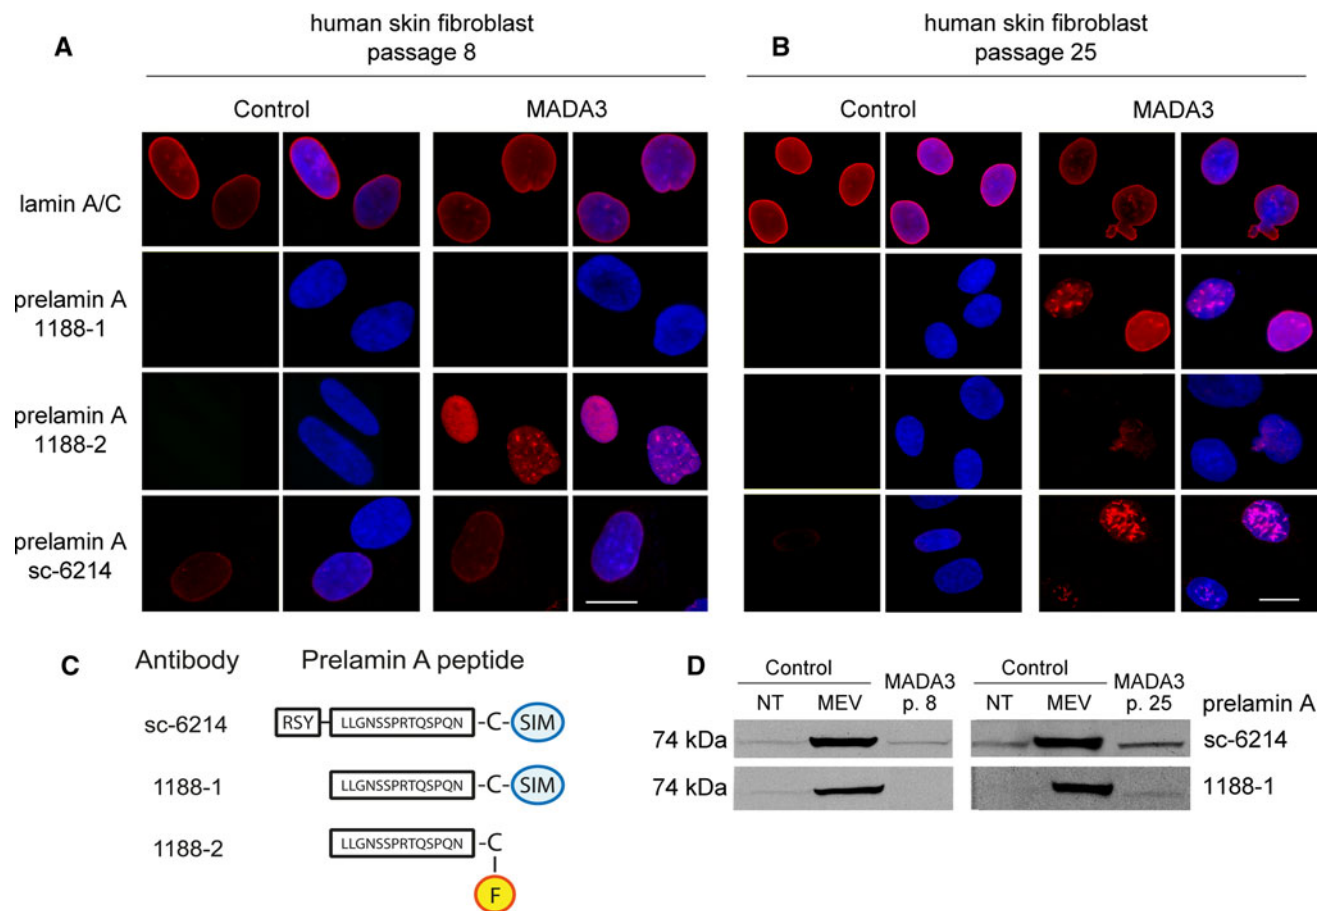 A
human skin fibroblast
passage 8
B
human skin fibroblast
passage 25
Control
MADA3
Control
MADA3
lamin A/C
prelamin A
1188-1
prelamin A
1188-2
prelamin A
sc-6214
C
Antibody
Prelamin A peptide
sc-6214
RSY
LLGNSSPRTQSPQN
-C-
SIM
1188-1
LLGNSSPRTQSPQN
-C-
SIM
1188-2
LLGNSSPRTQSPQN
-C
F
D
Control
MADA3
p. 8
Control
MADA3
p. 25
NT
MEV
NT
MEV
prelamin A
74 kDa
sc-6214
74 kDa
1188-1